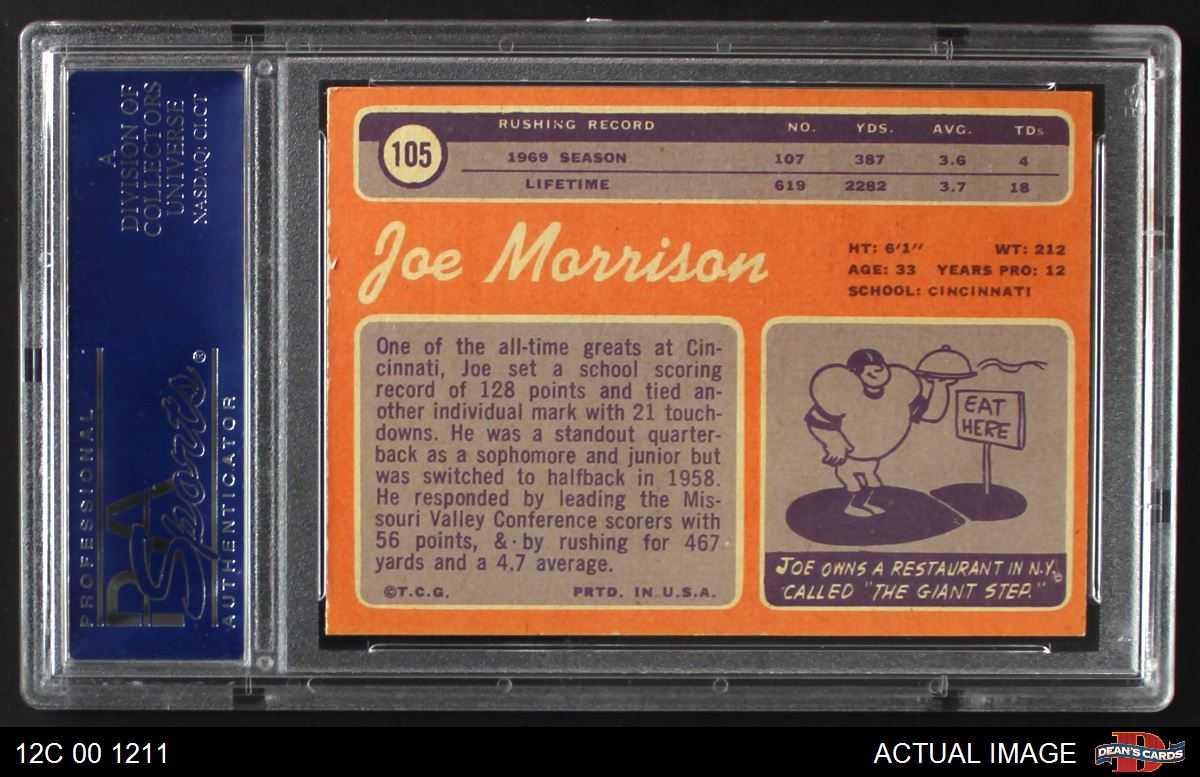 A
DIVISION OF
COLLECTORS
UNIVERSE
NASDAQ: CLCT
PROFESSIONAL
PSA
Sports®
AUTHENTICATOR
105
RUSHING RECORD NO. YDS. AVG. TDs
1969 SEASON 107 387 3.6 4
LIFETIME 619 2282 3.7 18
Joe Morrison
HT: 6'1" WT: 212
AGE: 33 YEARS PRO: 12
SCHOOL: CINCINNATI
One of the all-time greats at Cin-
cinnati, Joe set a school scoring
record of 128 points and tied an-
other individual mark with 21 touch-
downs. He was a standout quarter-
back as a sophomore and junior but
was switched to halfback in 1958.
He responded by leading the Mis-
souri Valley Conference scorers with
56 points, & by rushing for 467
yards and a 4.7 average.
©T.C.G. PRTD. IN U.S.A.
EAT
HERE
JOE OWNS A RESTAURANT IN N.Y.
CALLED "THE GIANT STEP."
12C 00 1211
ACTUAL IMAGE
DEAN'S CARDS